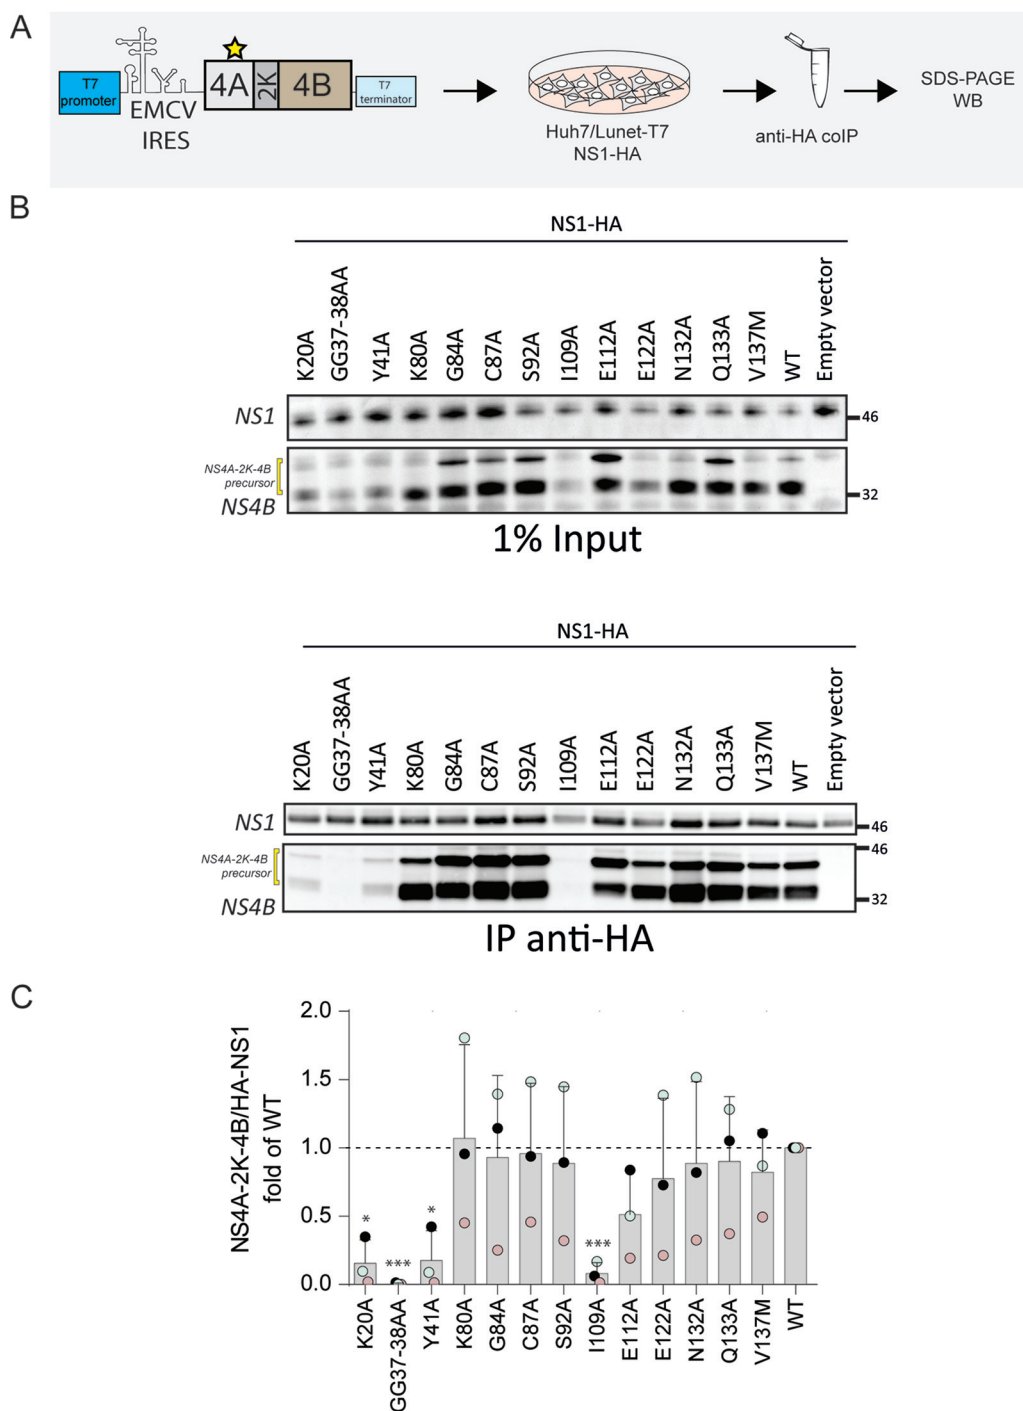 A
T7
promoter
EMCV
IRES
4A
2K
4B
T7
terminator
Huh7/Lunet-T7
NS1-HA
anti-HA coIP
SDS-PAGE
WB
B
NS1-HA
K20A
GG37-38AA
Y41A
K80A
G84A
C87A
S92A
I109A
E112A
E122A
N132A
Q133A
V137M
WT
Empty vector
NS1
46
NS4A-2K-4B
precursor
NS4B
32
1% Input
NS1-HA
K20A
GG37-38AA
Y41A
K80A
G84A
C87A
S92A
I109A
E112A
E122A
N132A
Q133A
V137M
WT
Empty vector
NS1
46
46
NS4A-2K-4B
precursor
NS4B
32
IP anti-HA
C
NS4A-2K-4B/HA-NS1
fold of WT
2.0
1.5
1.0
0.5
0.0
*
***
*
***
K20A
GG37-38AA
Y41A
K80A
G84A
C87A
S92A
I109A
E112A
E122A
N132A
Q133A
V137M
WT